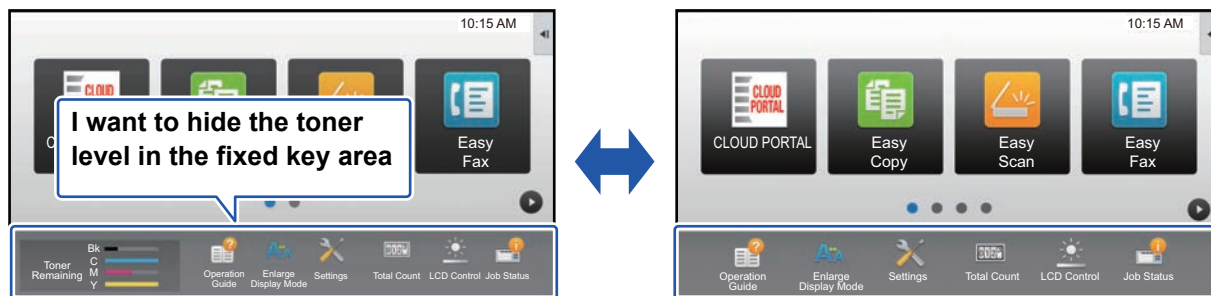 10:15 AM
CLOUD
I want to hide the toner
level in the fixed key area
Easy
Fax
Bk
C
M
Y
Toner
Remaining
Operation
Guide
Enlarge
Display Mode
Settings
Total Count
LCD Control
Job Status
10:15 AM
CLOUD
PORTAL
CLOUD PORTAL
Easy
Copy
Easy
Scan
Easy
Fax
Operation
Guide
Enlarge
Display Mode
Settings
Total Count
LCD Control
Job Status